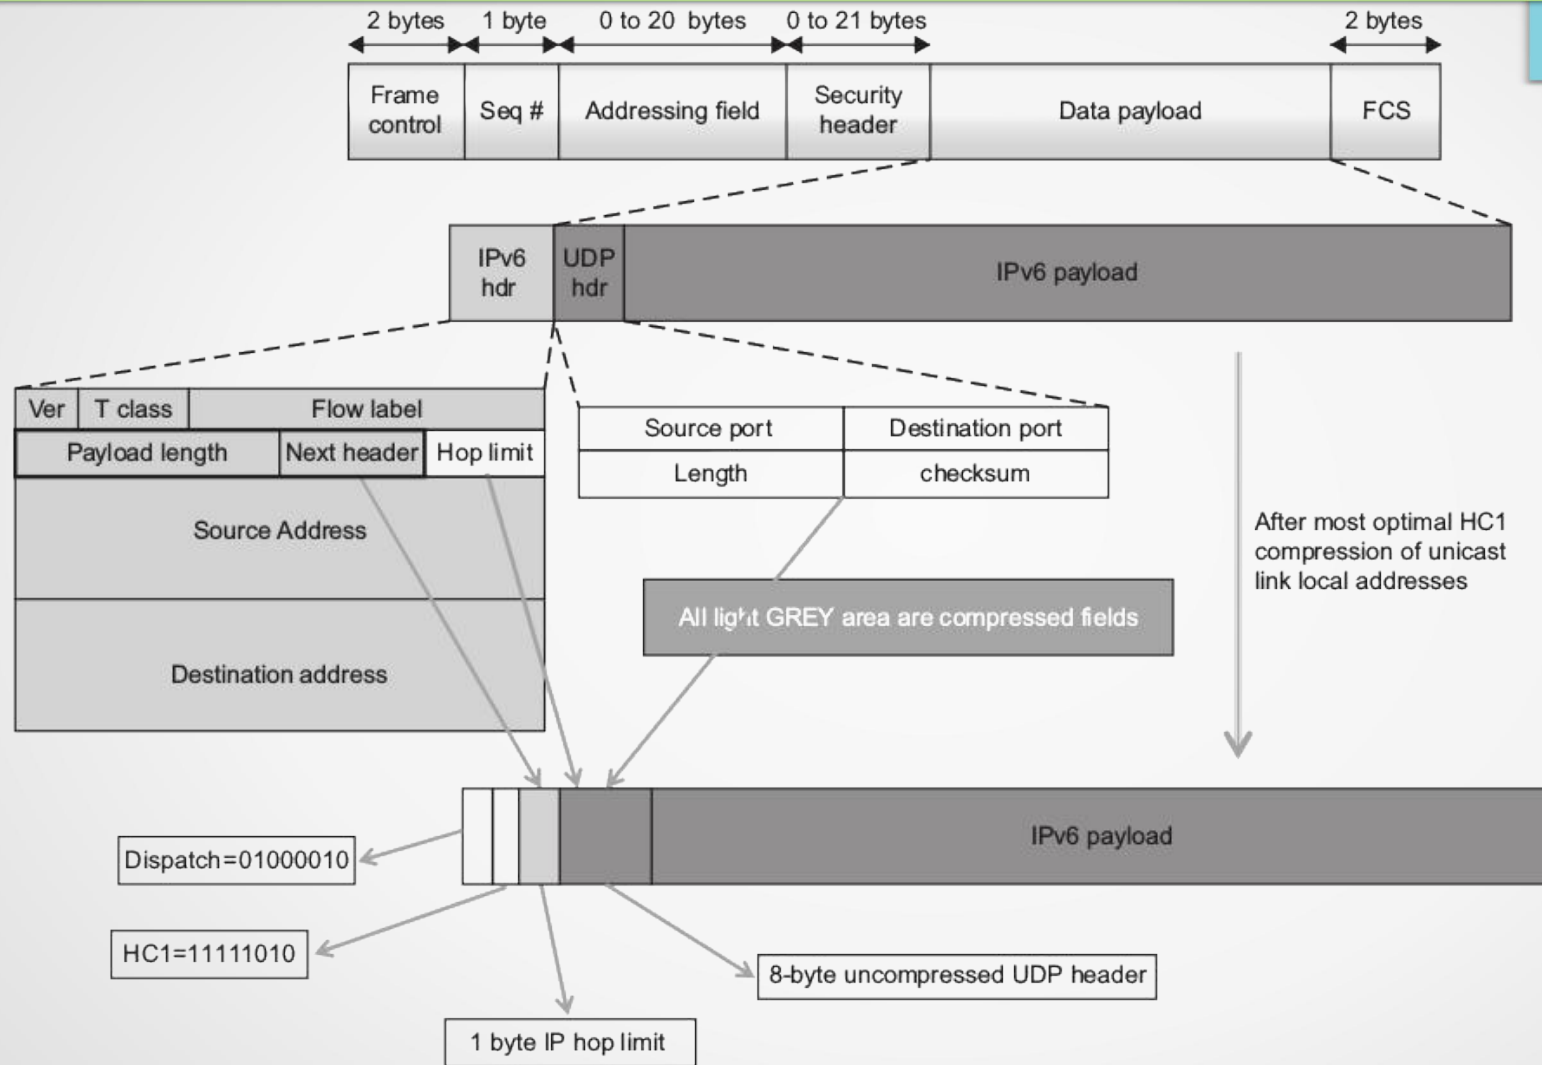 2 bytes
1 byte
0 to 20 bytes
0 to 21 bytes
2 bytes
Frame
control
Seq #
Addressing field
Security
header
Data payload
FCS
IPv6
hdr
UDP
hdr
IPv6 payload
Ver
T class
Flow label
Payload length
Next header
Hop limit
Source Address
Destination address
Source port
Destination port
Length
checksum
All light GREY area are compressed fields
After most optimal HC1
compression of unicast
link local addresses
IPv6 payload
Dispatch=01000010
HC1=11111010
8-byte uncompressed UDP header
1 byte IP hop limit